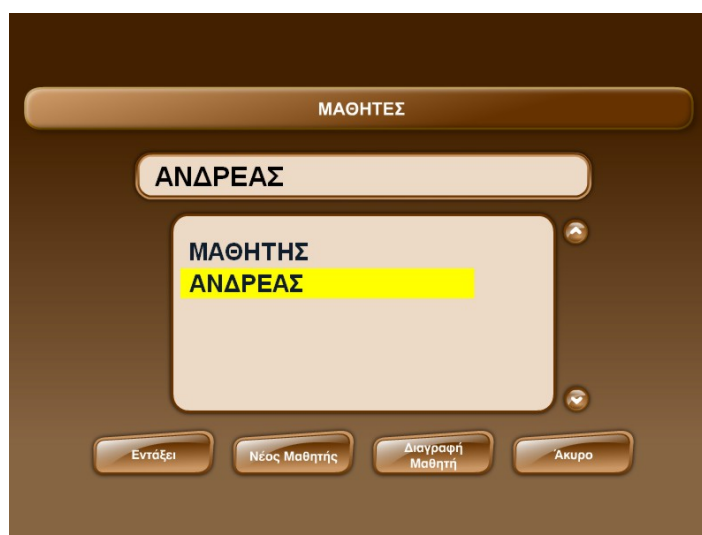 ΜΑΘΗΤΕΣ
ΑΝΔΡΕΑΣ
ΜΑΘΗΤΗΣ
ΑΝΔΡΕΑΣ
Εντάξει
Νέος Μαθητής
Διαγραφή
Μαθητή
Άκυρο